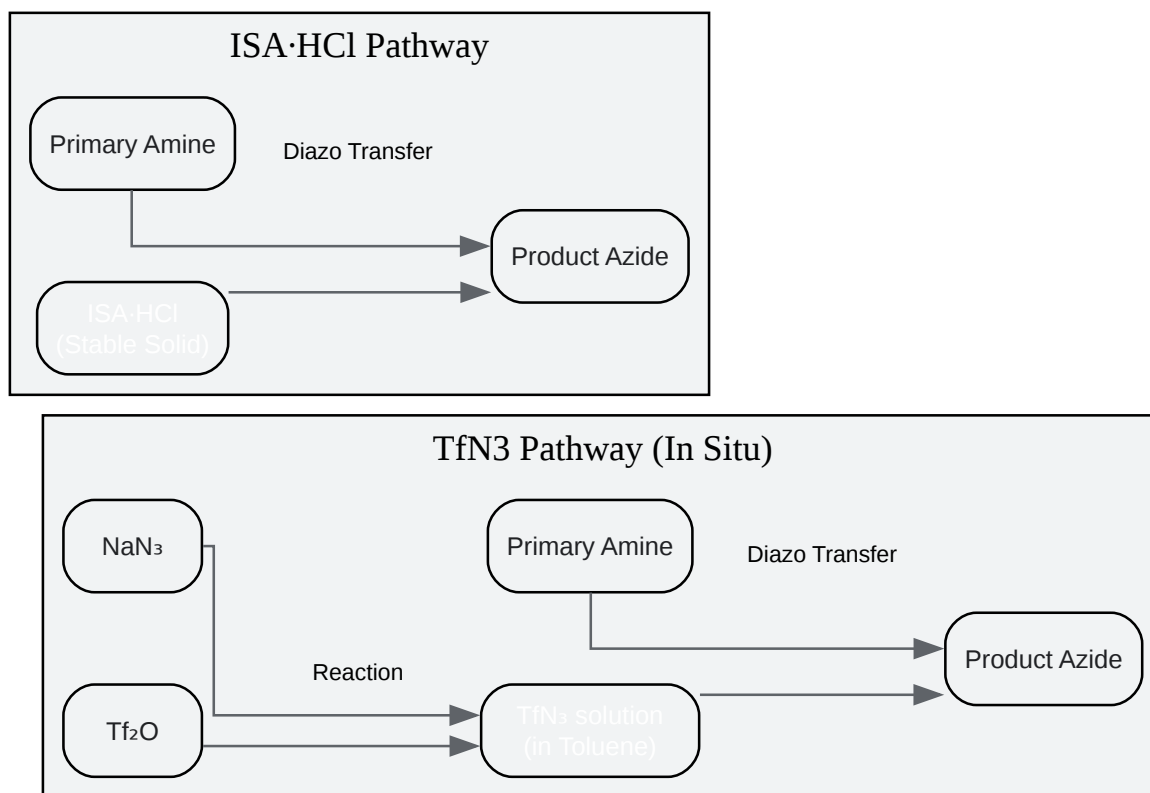 ISA·HCl Pathway
Primary Amine
Diazo Transfer
Product Azide
ISA·HCl
(Stable Solid)
TfN3 Pathway (In Situ)
NaN₃
Primary Amine
Diazo Transfer
Product Azide
Reaction
Tf₂O
TfN₃ solution
(in Toluene)